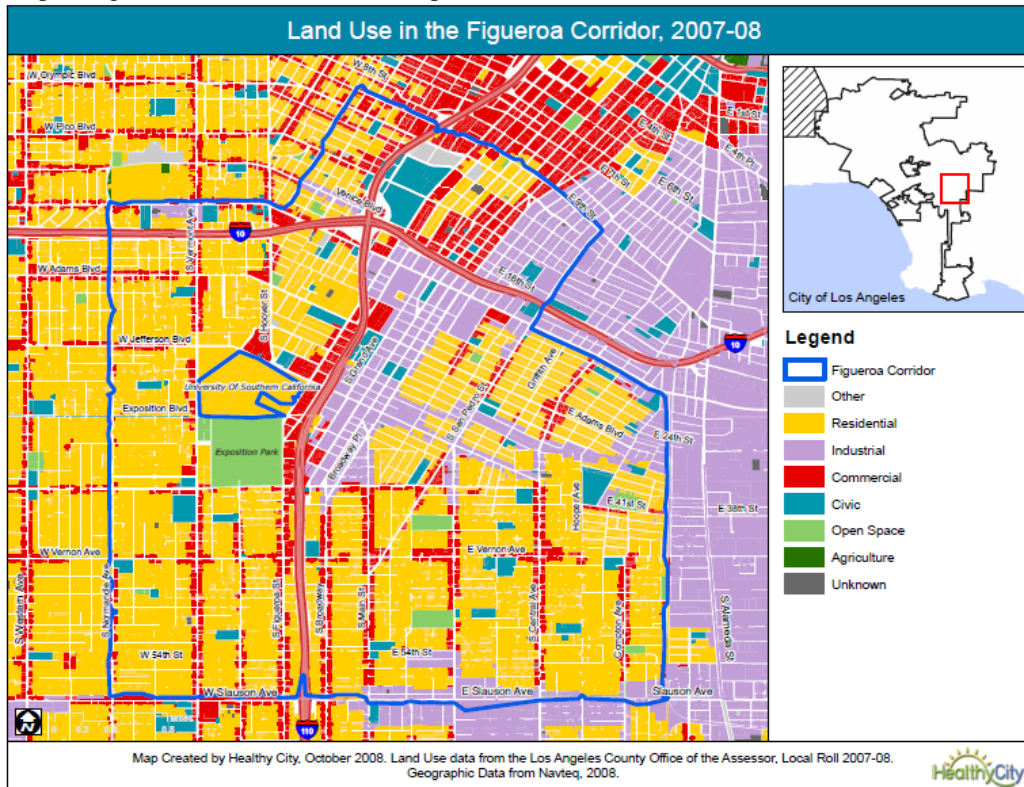 Land Use in the Figueroa Corridor, 2007-08
W Olympic Blvd
W 8th St
W Pico Blvd
E 1st St
E 4th St
E 4th Pl
E 7th St
E 6th St
Venice Blvd
E 9th St
S Vermont Ave
10
W Adams Blvd
E 16th St
S Hoover St
W Jefferson Blvd
10
S Grand Ave
Griffith Ave
University Of Southern California
S San Pedro St
Exposition Blvd
E Adams Blvd
E 24th St
Exposition Park
Broadway Pl
Hooper Ave
E 41st St
E 38th St
W Vernon Ave
E Vernon Ave
S Western Ave
S Normandie Ave
S Figueroa St
S Broadway
S Main St
S Central Ave
Compton Ave
S Alameda St
W 54th St
E 54th St
W Slauson Ave
E Slauson Ave
Slauson Ave
N
110
City of Los Angeles
Legend
Figueroa Corridor
Other
Residential
Industrial
Commercial
Civic
Open Space
Agriculture
Unknown
Map Created by Healthy City, October 2008. Land Use data from the Los Angeles County Office of the Assessor, Local Roll 2007-08.
Geographic Data from Navteq, 2008.
HealthyCity